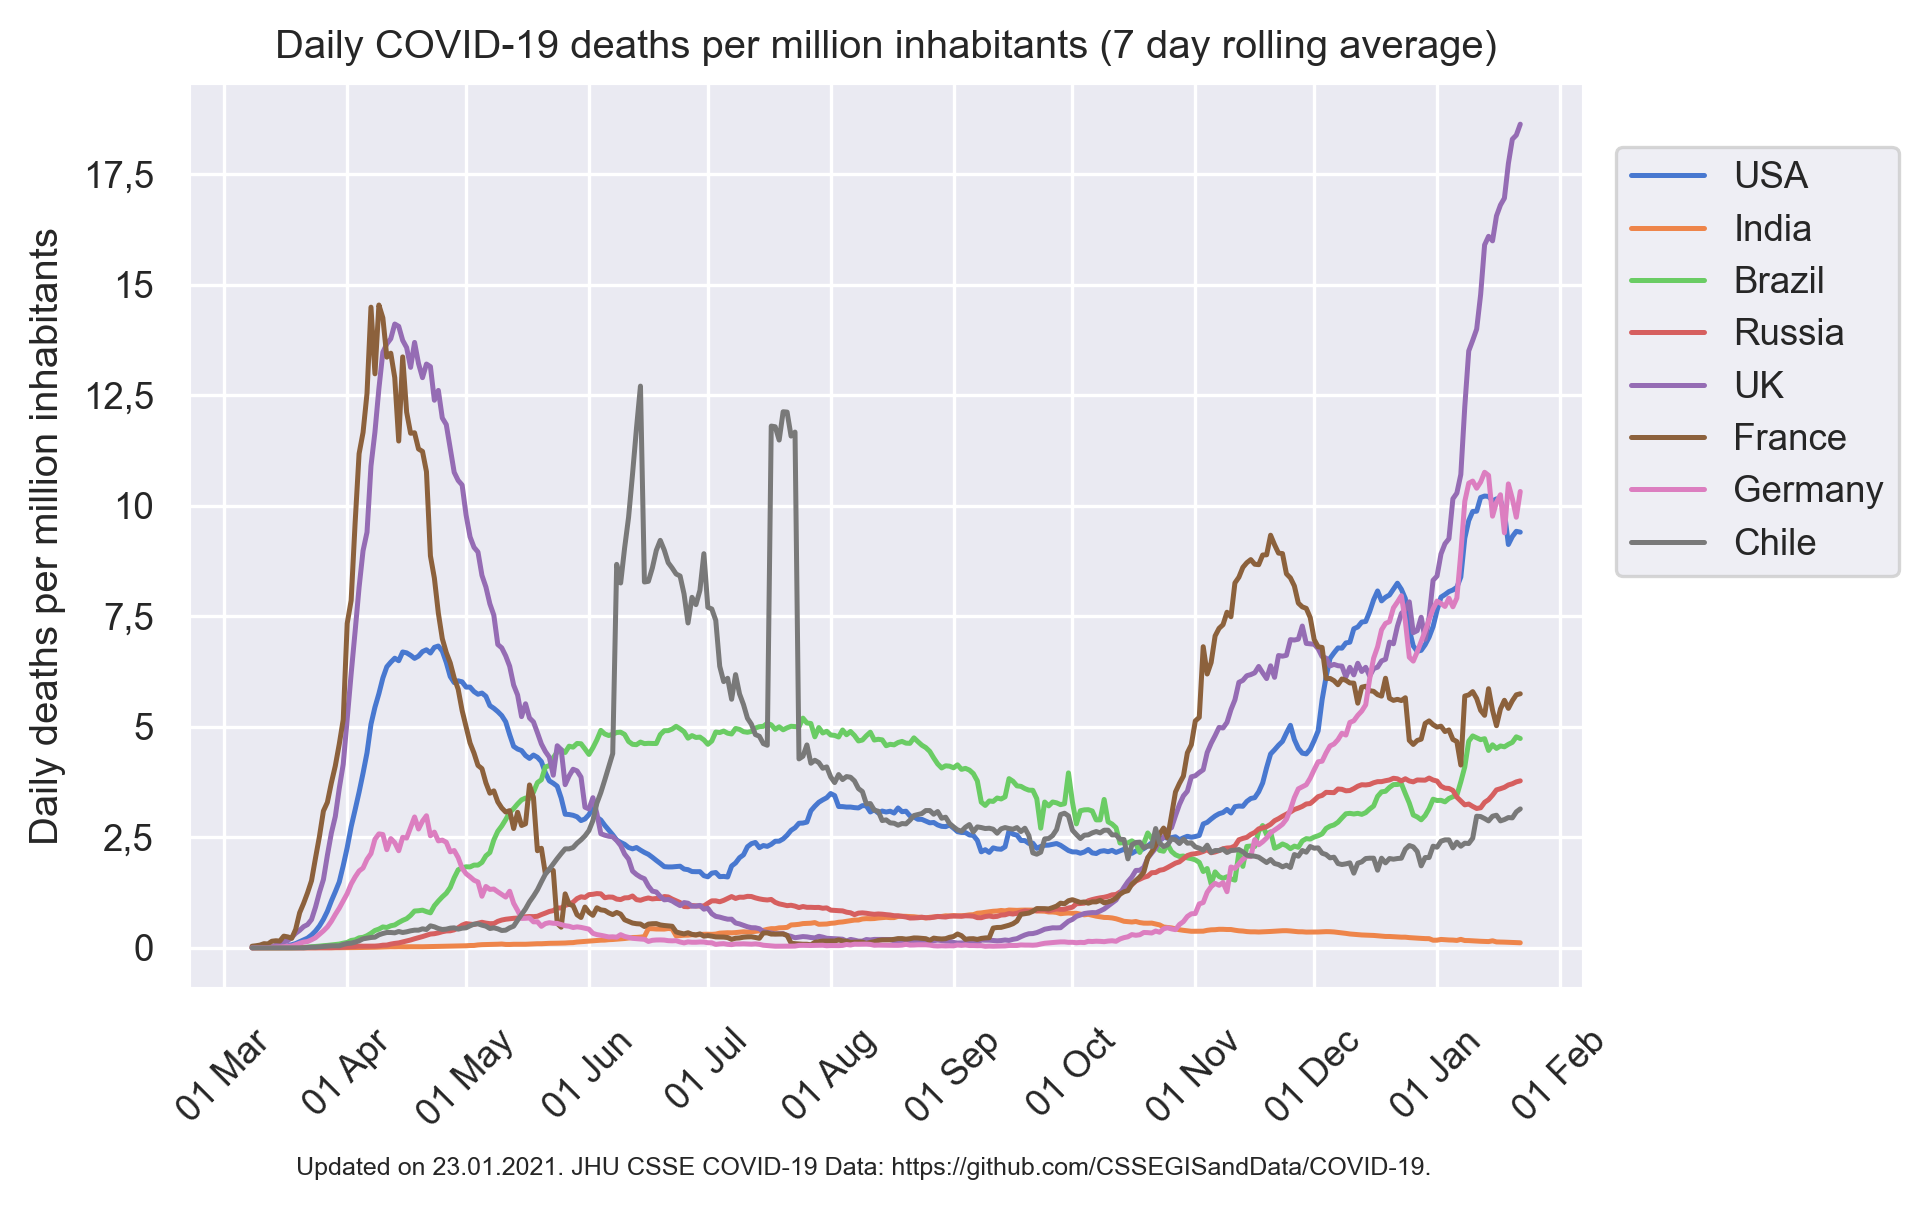 Daily COVID-19 deaths per million inhabitants (7 day rolling average)
Daily deaths per million inhabitants
17,5
15
12,5
10
7,5
5
2,5
0
01 Mar
01 Apr
01 May
01 Jun
01 Jul
01 Aug
01 Sep
01 Oct
01 Nov
01 Dec
01 Jan
01 Feb
USA
India
Brazil
Russia
UK
France
Germany
Chile
Updated on 23.01.2021. JHU CSSE COVID-19 Data: https://github.com/CSSEGISandData/COVID-19.